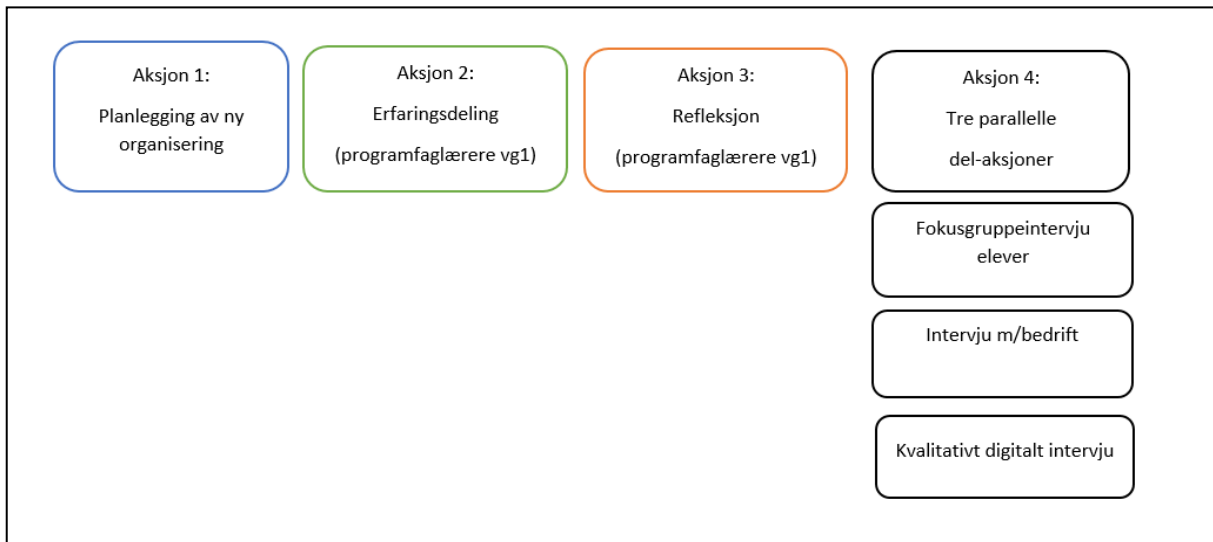 Aksjon 1:
Planlegging av ny
organisering
Aksjon 2:
Erfaringsdeling
(programfaglærere vg1)
Aksjon 3:
Refleksjon
(programfaglærere vg1)
Aksjon 4:
Tre parallelle
del-aksjoner
Fokusgruppeintervju
elever
Intervju m/bedrift
Kvalitativt digitalt intervju